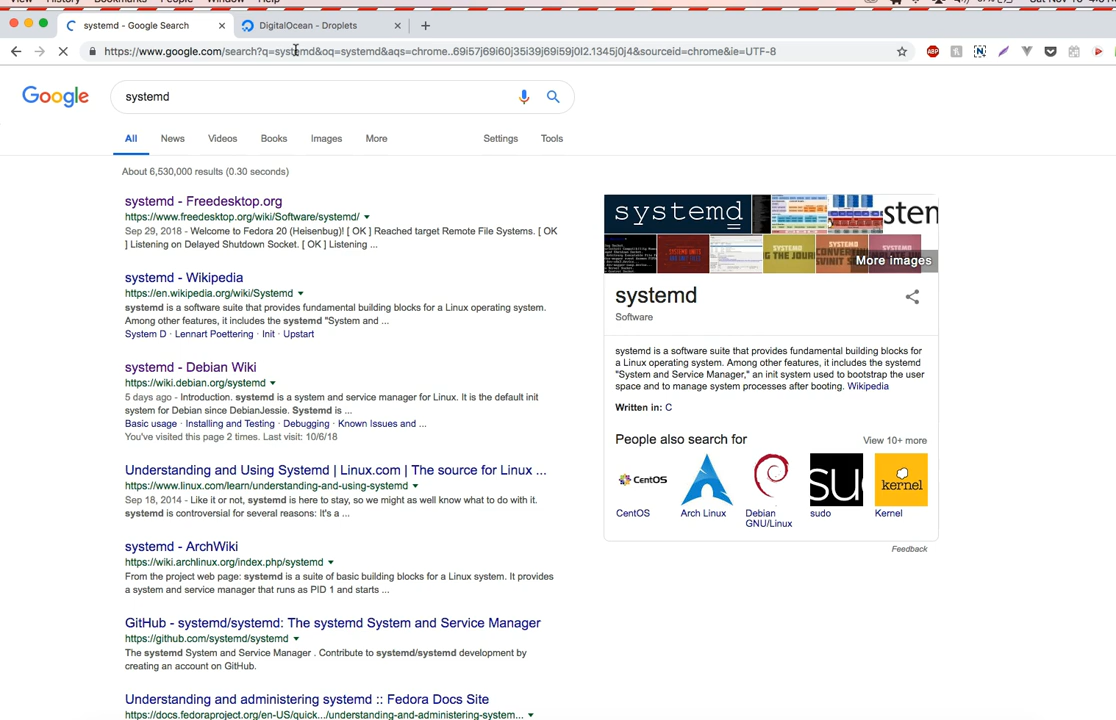 View Bookmarks People Window Help
systemd - Google Search
DigitalOcean - Droplets
https://www.google.com/search?q=systemd&oq=systemd&aqs=chrome..69i57j69i60j35i39j69i59j0l2.1345j0j4&sourceid=chrome&ie=UTF-8
ABP
N
Google
systemd
All News Videos Books Images More Settings Tools
About 6,530,000 results (0.30 seconds)
systemd - Freedesktop.org
https://www.freedesktop.org/wiki/Software/systemd/
Sep 29, 2018 - Welcome to Fedora 20 (Heisenbug)! [ OK ] Reached target Remote File Systems. [ OK
] Listening on Delayed Shutdown Socket. [ OK ] Listening ...
systemd - Wikipedia
https://en.wikipedia.org/wiki/Systemd
systemd is a software suite that provides fundamental building blocks for a Linux operating system.
Among other features, it includes the systemd "System and ...
System D · Lennart Poettering · Init · Upstart
systemd - Debian Wiki
https://wiki.debian.org/systemd
5 days ago - Introduction. systemd is a system and service manager for Linux. It is the default init
system for Debian since DebianJessie. Systemd is ...
Basic usage · Installing and Testing · Debugging · Known Issues and ...
You've visited this page 2 times. Last visit: 10/6/18
Understanding and Using Systemd | Linux.com | The source for Linux ...
https://www.linux.com/learn/understanding-and-using-systemd
Sep 18, 2014 - Like it or not, systemd is here to stay, so we might as well know what to do with it.
systemd is controversial for several reasons: It's a ...
systemd - ArchWiki
https://wiki.archlinux.org/index.php/systemd
From the project web page: systemd is a suite of basic building blocks for a Linux system. It provides
a system and service manager that runs as PID 1 and starts ...
GitHub - systemd/systemd: The systemd System and Service Manager
https://github.com/systemd/systemd
The systemd System and Service Manager . Contribute to systemd/systemd development by
creating an account on GitHub.
Understanding and administering systemd :: Fedora Docs Site
https://docs.fedoraproject.org/en-US/quick.../understanding-and-administering-system...
systemd
More images
systemd
Software
systemd is a software suite that provides fundamental building blocks for
a Linux operating system. Among other features, it includes the systemd
"System and Service Manager," an init system used to bootstrap the user
space and to manage system processes after booting. Wikipedia
Written in: C
People also search for
View 10+ more
CentOS
su
kernel
CentOS
Arch Linux
Debian
GNU/Linux
sudo
Kernel
Feedback